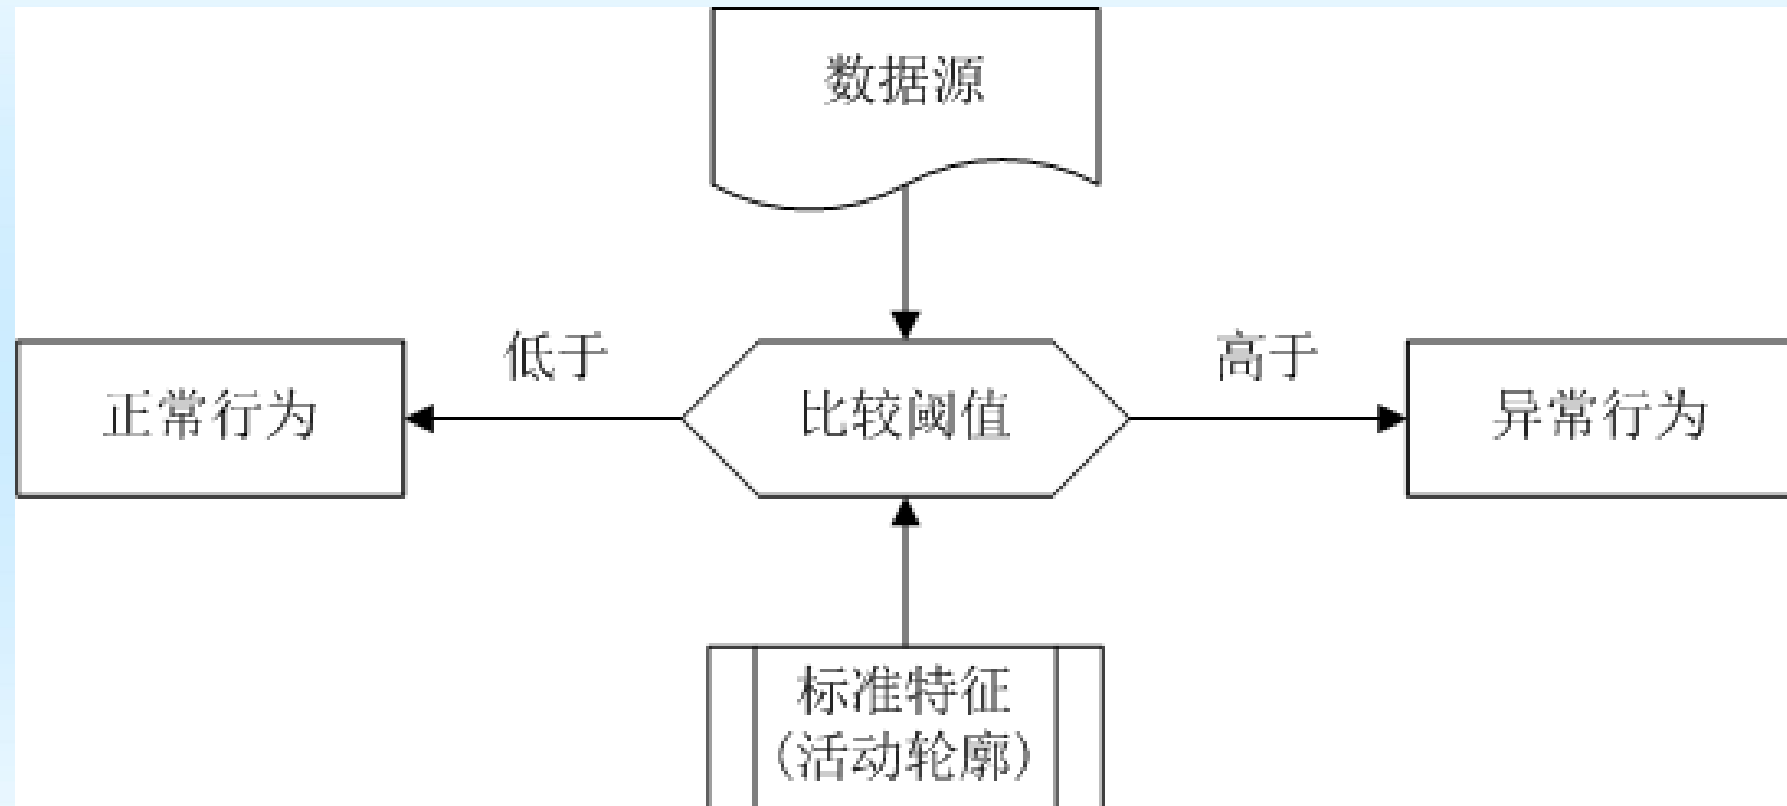 数据源
低于
高于
正常行为
比较阈值
异常行为
标准特征
（活动轮廓）